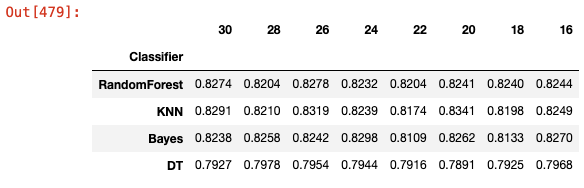 Out[479]:
30 28 26 24 22 20 18 16
Classifier
RandomForest 0.8274 0.8204 0.8278 0.8232 0.8204 0.8241 0.8240 0.8244
KNN 0.8291 0.8210 0.8319 0.8239 0.8174 0.8341 0.8198 0.8249
Bayes 0.8238 0.8258 0.8242 0.8298 0.8109 0.8262 0.8133 0.8270
DT 0.7927 0.7978 0.7954 0.7944 0.7916 0.7891 0.7925 0.7968